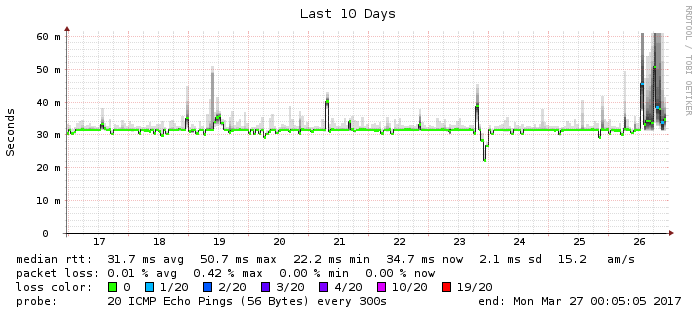 Last 10 Days
RRDTOOL / TOBI OETIKER
Seconds
60 m
50 m
40 m
30 m
20 m
10 m
0
17 18 19 20 21 22 23 24 25 26
median rtt: 31.7 ms avg 50.7 ms max 22.2 ms min 34.7 ms now 2.1 ms sd 15.2 am/s
packet loss: 0.01 % avg 0.42 % max 0.00 % min 0.00 % now
loss color: 0 1/20 2/20 3/20 4/20 10/20 19/20
probe: 20 ICMP Echo Pings (56 Bytes) every 300s end: Mon Mar 27 00:05:05 2017